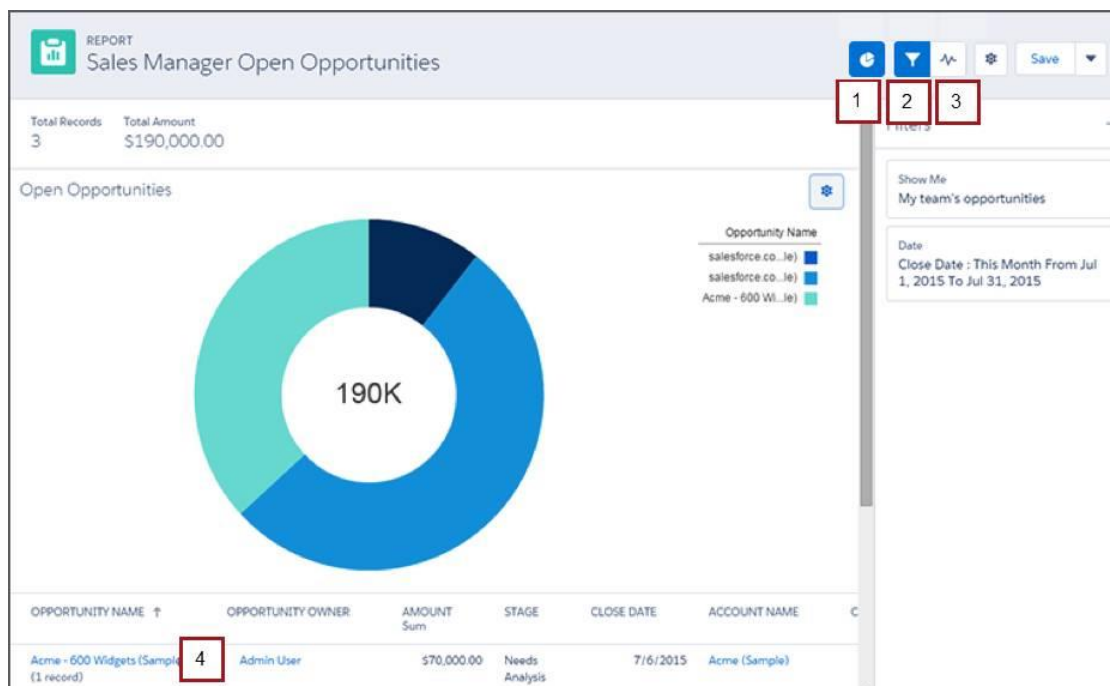 REPORT
Sales Manager Open Opportunities
Save
1 2 3
Total Records Total Amount
3 $190,000.00
Filters
Open Opportunities
Show Me
My team's opportunities
Opportunity Name
salesforce.co...le)
salesforce.co...le)
Acme - 600 Wi...le)
Date
Close Date : This Month From Jul
1, 2015 To Jul 31, 2015
190K
OPPORTUNITY NAME ↑ OPPORTUNITY OWNER AMOUNT STAGE CLOSE DATE ACCOUNT NAME C
Sum
Acme - 600 Widgets (Sample 4 Admin User $70,000.00 Needs 7/6/2015 Acme (Sample)
(1 record) Analysis